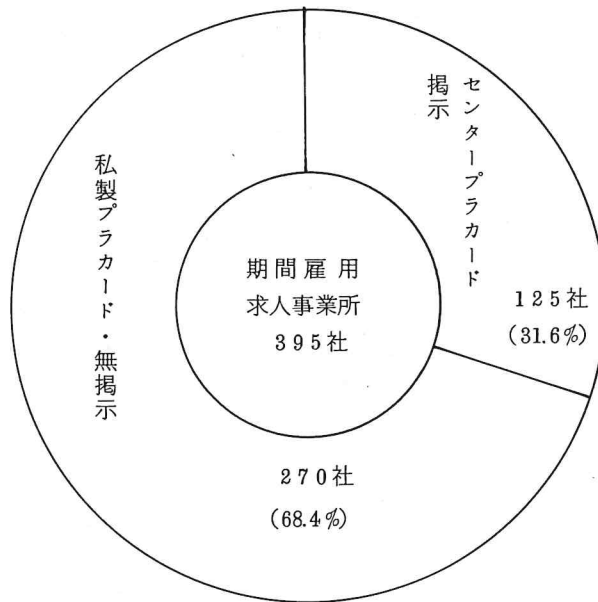 センタープラカード
掲示
125社
(31.6%)
期間雇用
求人事業所
395社
私製プラカード・無掲示
270社
(68.4%)